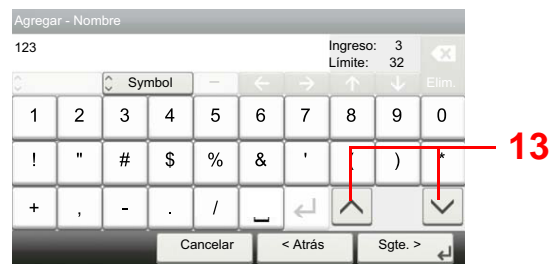 Agregar - Nombre
123
Ingreso: 3
Límite: 32
Symbol
Elim.
1 2 3 4 5 6 7 8 9 0
! " # $ % & ' ( ) *
+ , - . /
13
Cancelar < Atrás Sgte. >